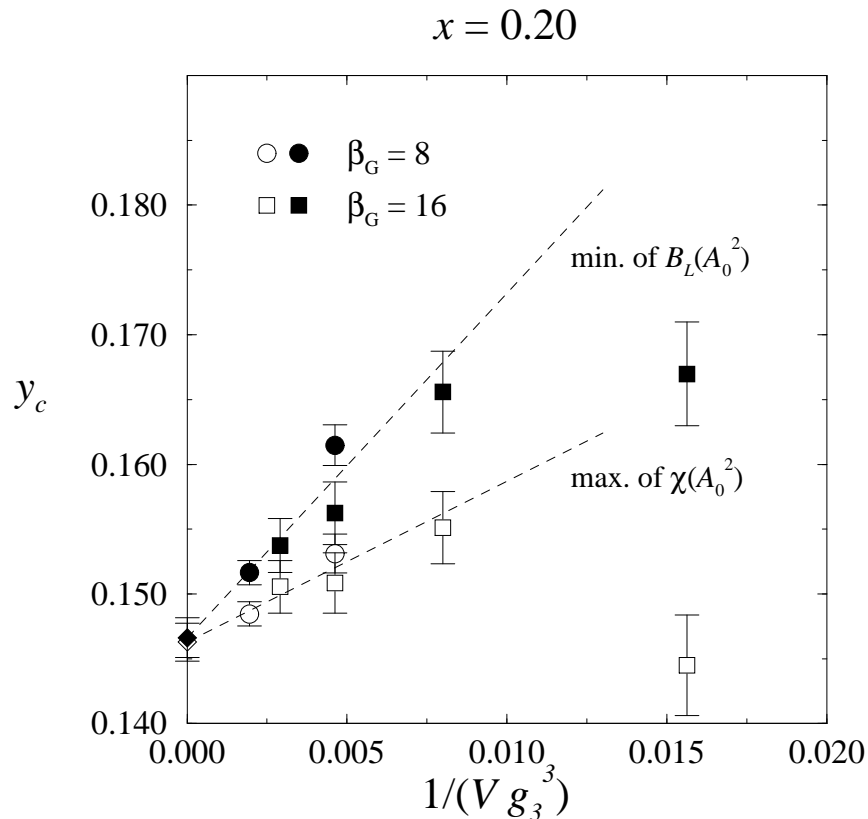 x = 0.20
β_G = 8
β_G = 16
min. of B_L(A_0^2)
max. of χ(A_0^2)
y_c
0.180
0.170
0.160
0.150
0.140
0.000 0.005 0.010 0.015 0.020
1/(V g_3^3)